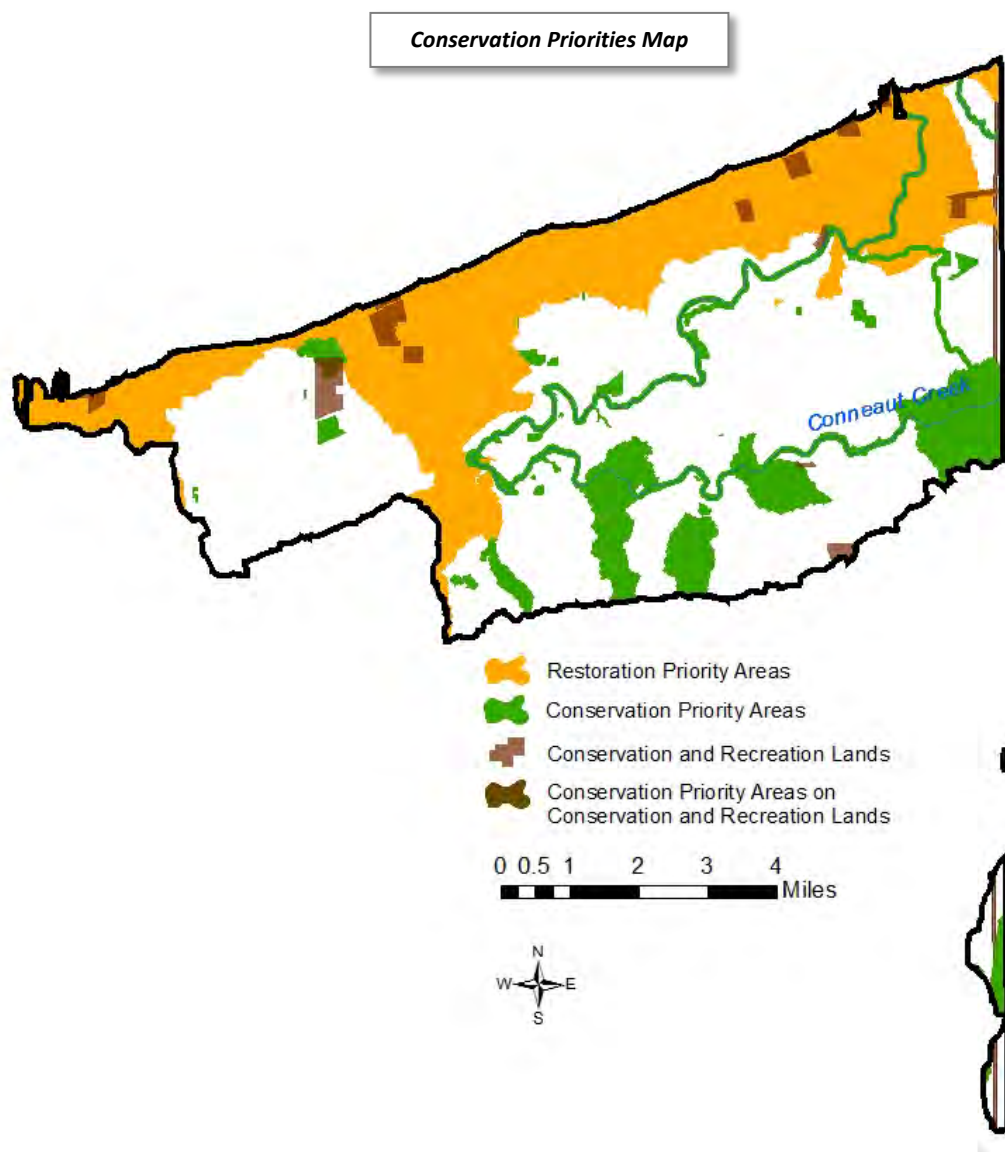 Conservation Priorities Map
Conneaut Creek
Restoration Priority Areas
Conservation Priority Areas
Conservation and Recreation Lands
Conservation Priority Areas on
Conservation and Recreation Lands
0 0.5 1 2 3 4
Miles
N
W E
S